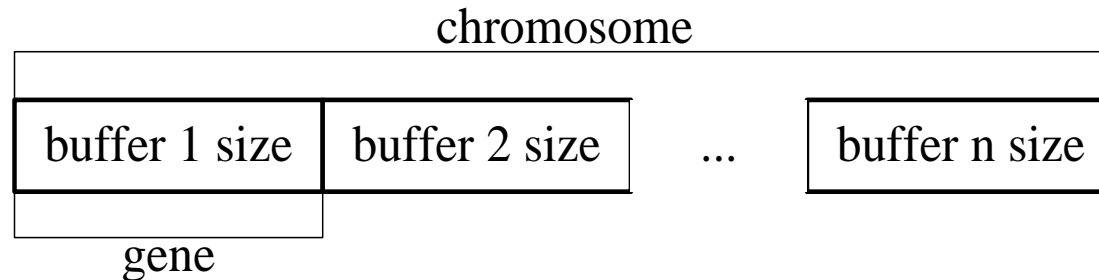 chromosome
buffer 1 size buffer 2 size ... buffer n size
gene